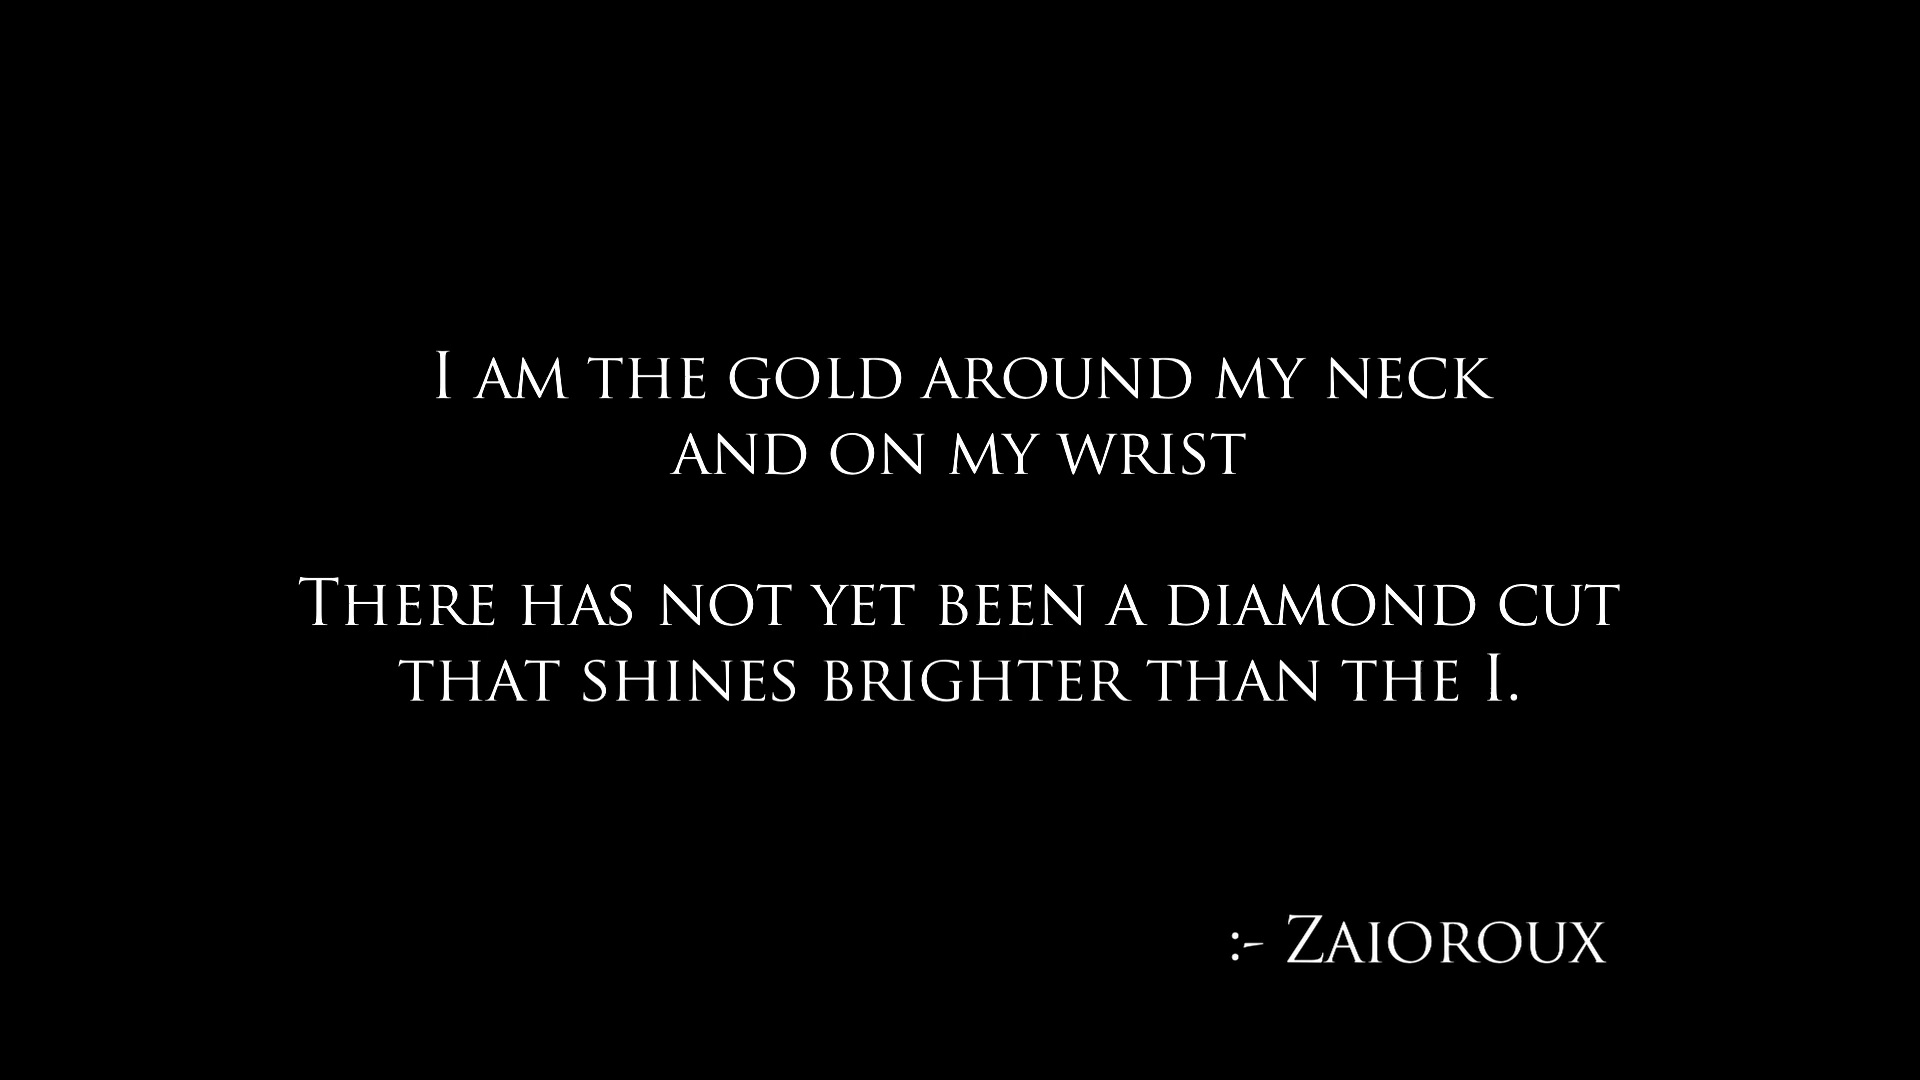 I am the gold around my neck
and on my wrist
There has not yet been a diamond cut
that shines brighter than the I.
:- Zaioroux